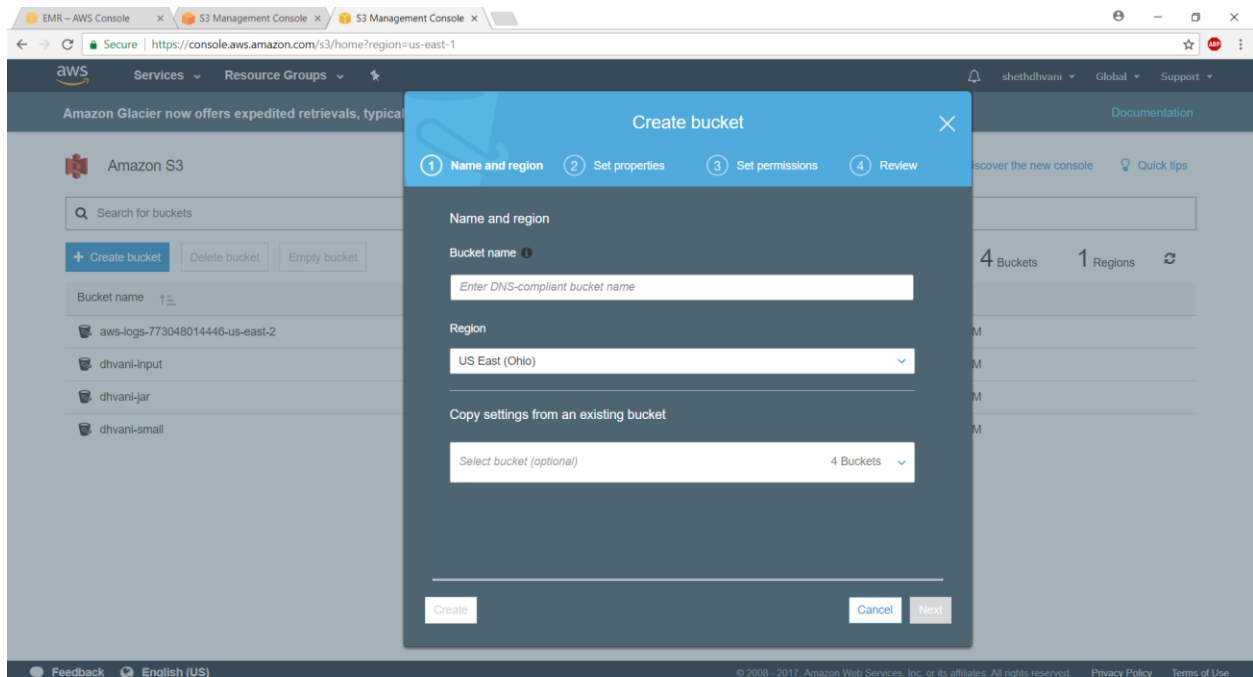 EMR – AWS Console
S3 Management Console
S3 Management Console
Secure | https://console.aws.amazon.com/s3/home?region=us-east-1
ABP
aws Services Resource Groups shethdhvani Global Support
Amazon Glacier now offers expedited retrievals, typical
Documentation
Create bucket
1 Name and region 2 Set properties 3 Set permissions 4 Review
Amazon S3
iscover the new console Quick tips
Search for buckets
+ Create bucket Delete bucket Empty bucket
4 Buckets 1 Regions
Bucket name
aws-logs-773048014446-us-east-2
dhvani-input
dhvani-jar
dhvani-small
M
M
M
M
Name and region
Bucket name
Enter DNS-compliant bucket name
Region
US East (Ohio)
Copy settings from an existing bucket
Select bucket (optional) 4 Buckets
Create Cancel Next
Feedback English (US) © 2008 - 2017, Amazon Web Services, Inc. or its affiliates. All rights reserved. Privacy Policy Terms of Use